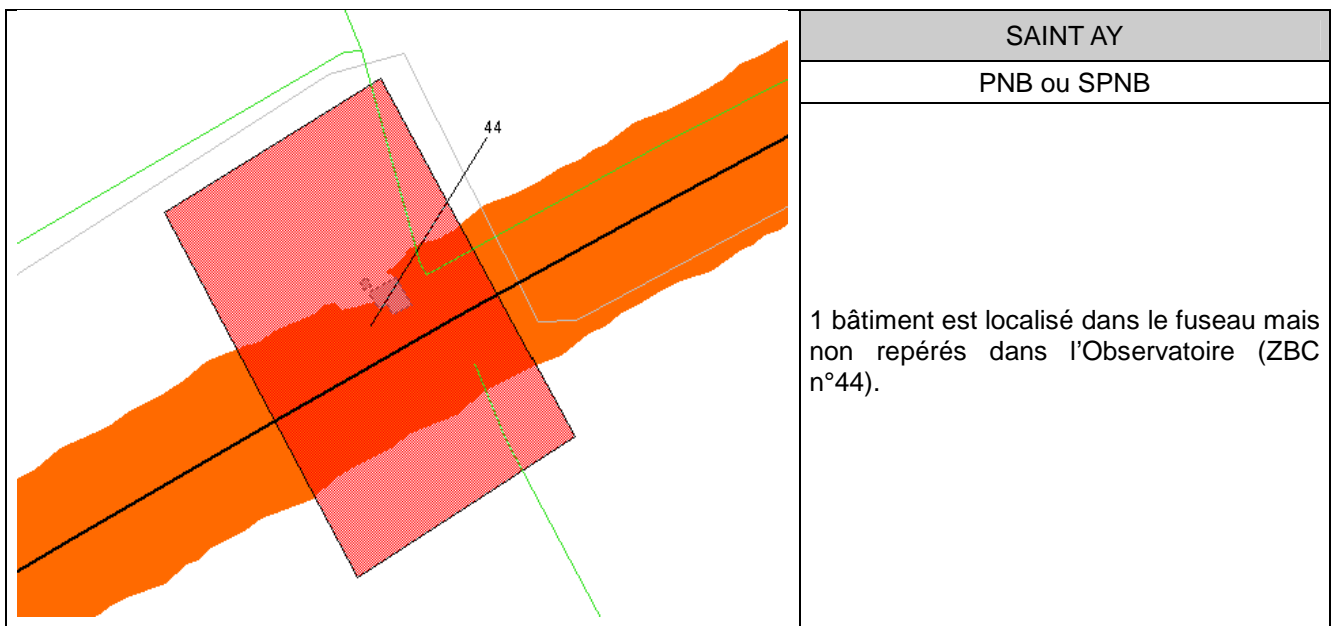 44
SAINT AY
PNB ou SPNB
1 bâtiment est localisé dans le fuseau mais
non repérés dans l’Observatoire (ZBC
n°44).